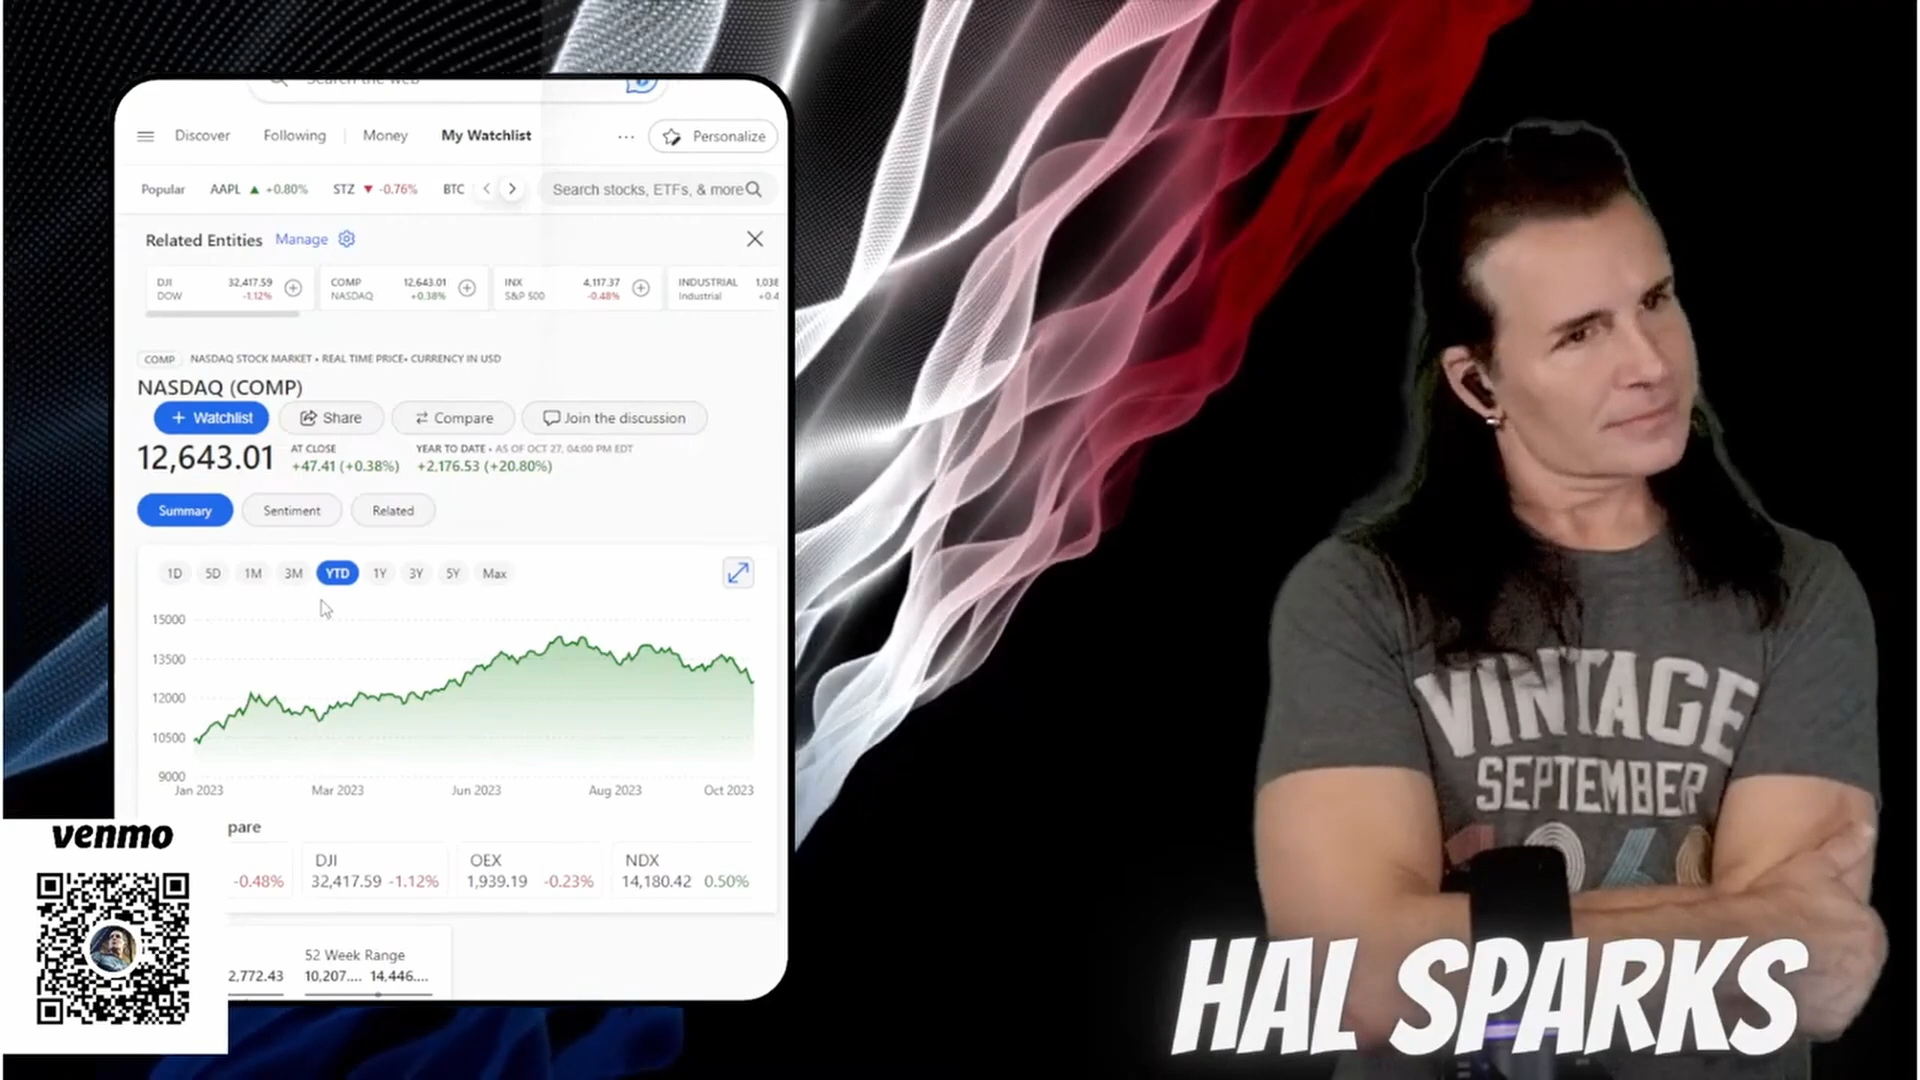 Search the web
Discover Following Money My Watchlist ... Personalize
Popular AAPL ▲ +0.80% STZ ▼ -0.76% BTC < > Search stocks, ETFs, & more
Related Entities Manage
DJI 32,417.59 COMP 12,643.01 INX 4,117.37 INDUSTRIAL 1,038
DOW -1.12% NASDAQ +0.38% S&P 500 -0.48% Industrial +0.4
COMP NASDAQ STOCK MARKET • REAL TIME PRICE• CURRENCY IN USD
NASDAQ (COMP)
+ Watchlist Share Compare Join the discussion
12,643.01 AT CLOSE YEAR TO DATE • AS OF OCT 27, 04:00 PM EDT
+47.41 (+0.38%) +2,176.53 (+20.80%)
Summary Sentiment Related
1D 5D 1M 3M YTD 1Y 3Y 5Y Max
15000
13500
12000
10500
9000
Jan 2023 Mar 2023 Jun 2023 Aug 2023 Oct 2023
pare
DJI OEX NDX
-0.48% 32,417.59 -1.12% 1,939.19 -0.23% 14,180.42 0.50%
52 Week Range
2,772.43 10,207.... 14,446....
venmo
VINTAGE
SEPTEMBER
HAL SPARKS